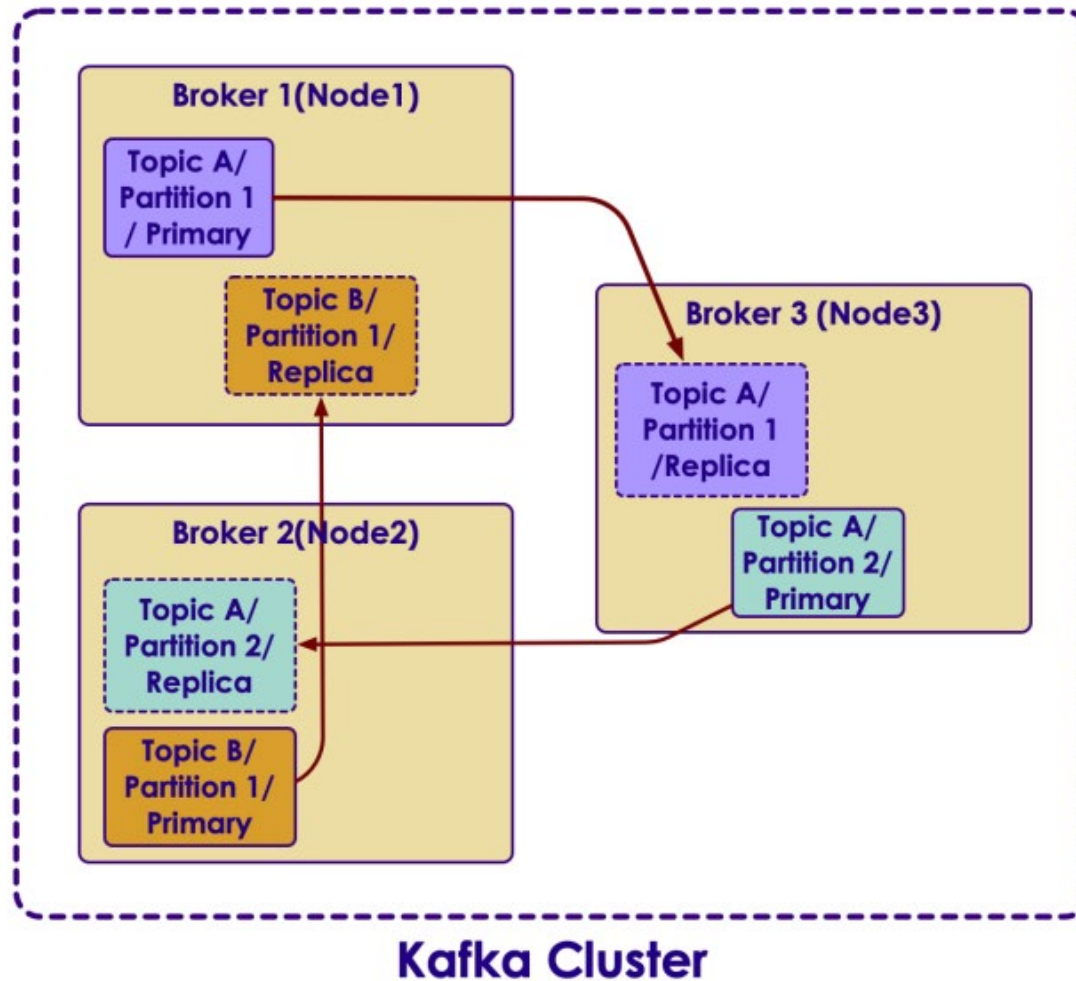 Broker 1(Node1)
Topic A/
Partition 1
/ Primary
Topic B/
Partition 1/
Replica
Broker 3 (Node3)
Topic A/
Partition 1
/Replica
Topic A/
Partition 2/
Primary
Broker 2(Node2)
Topic A/
Partition 2/
Replica
Topic B/
Partition 1/
Primary
Kafka Cluster